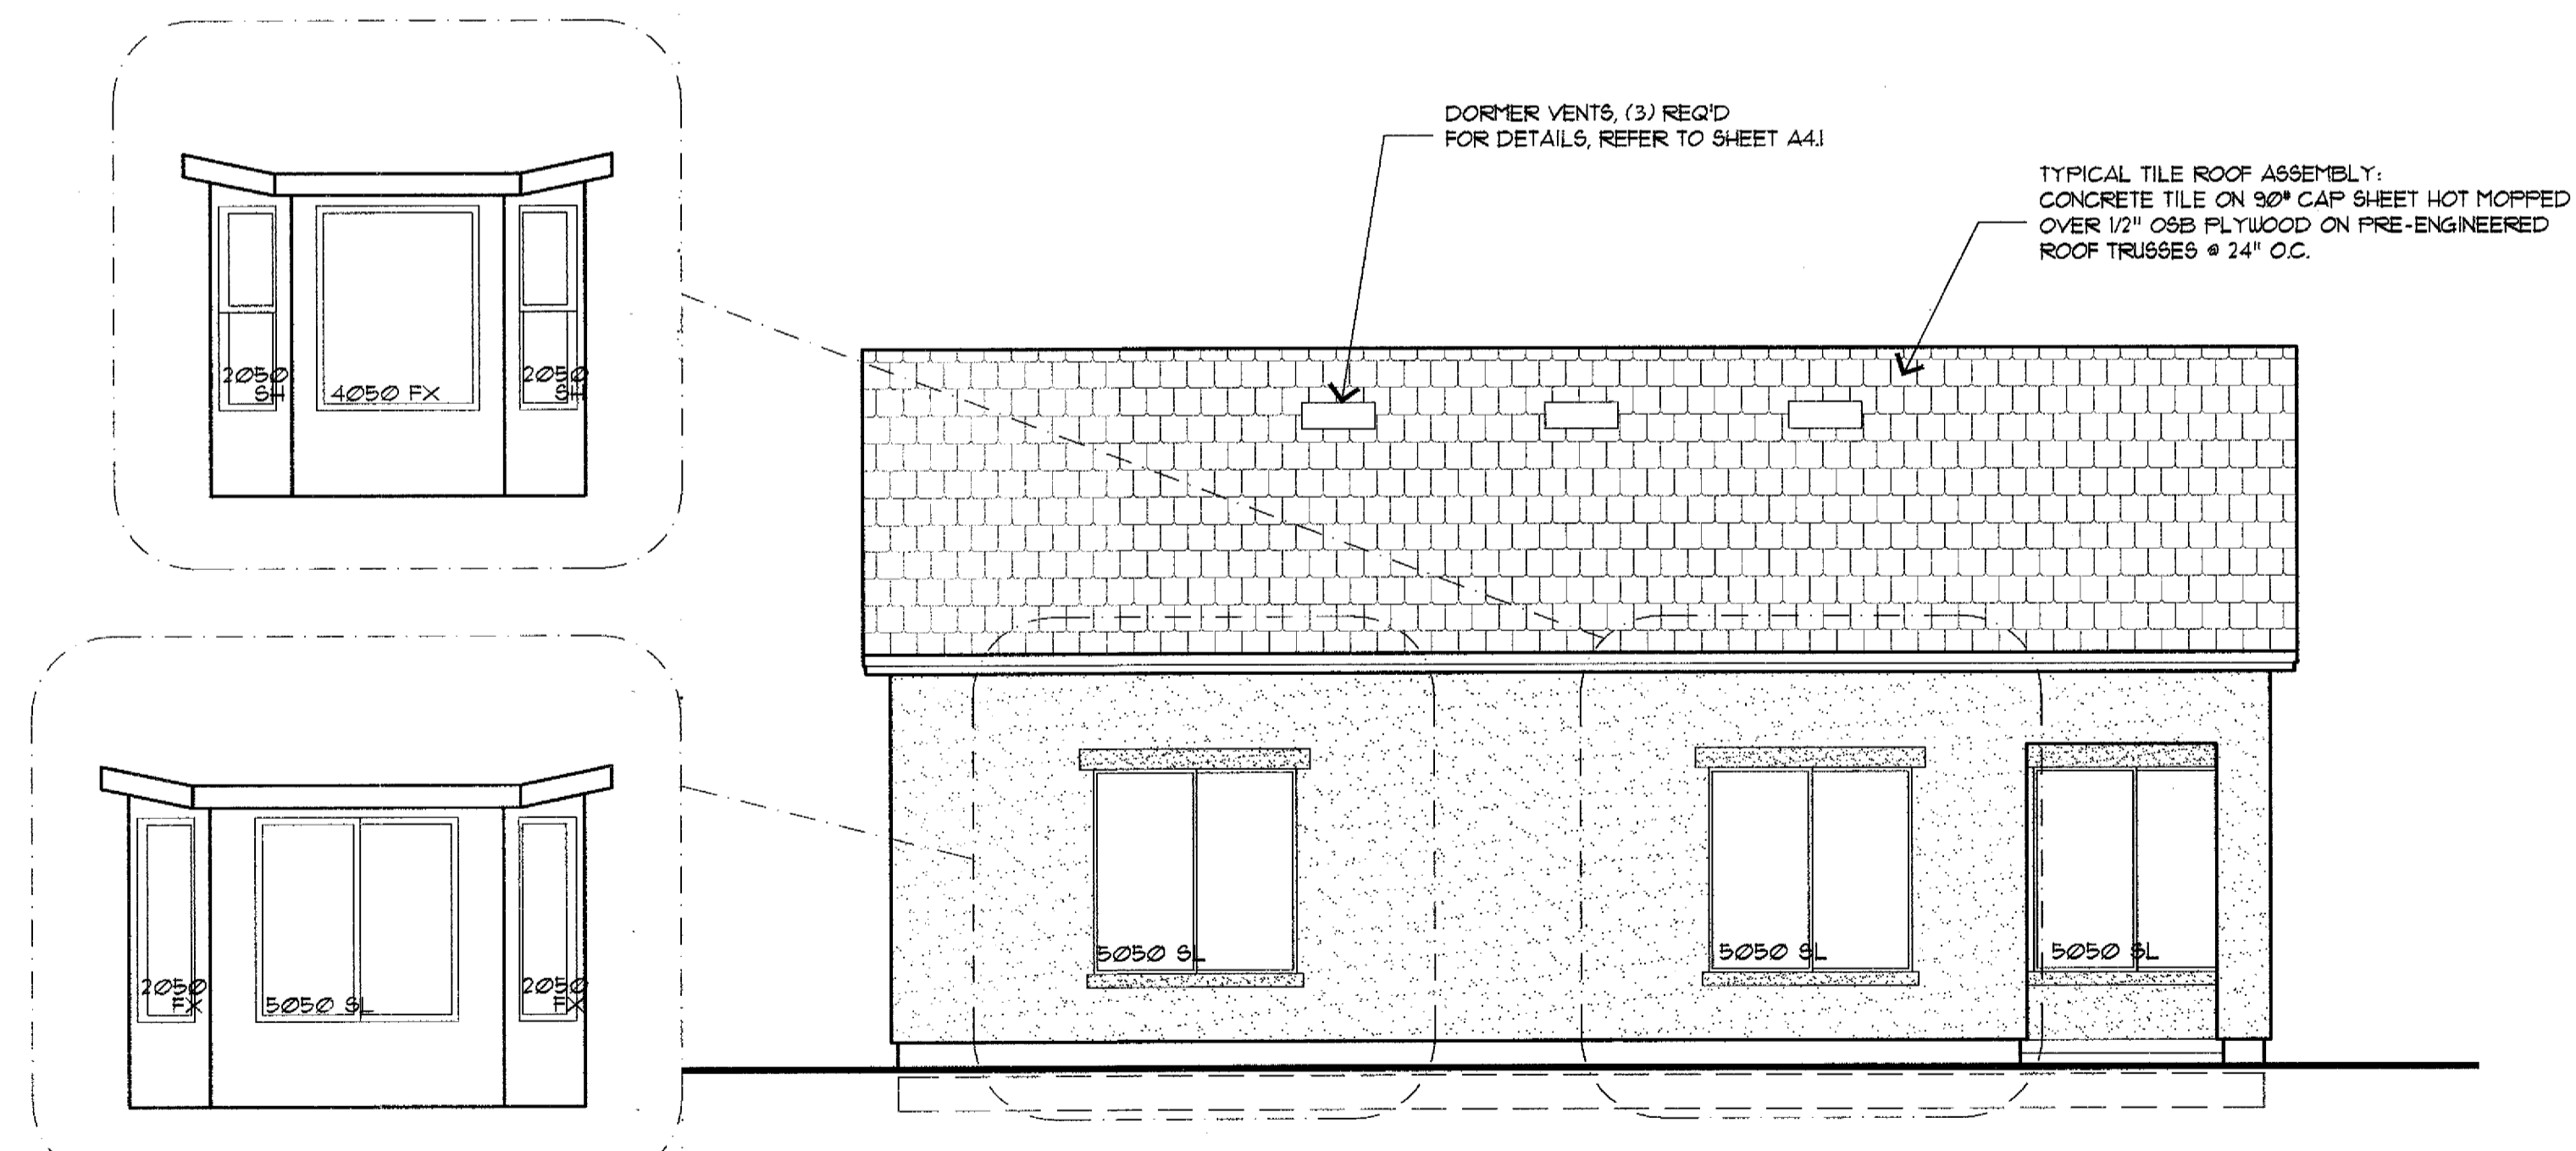 DORMER VENTS, (3) REQ'D
FOR DETAILS, REFER TO SHEET A4.1
TYPICAL TILE ROOF ASSEMBLY:
CONCRETE TILE ON 90# CAP SHEET HOT MOPPED
OVER 1/2" OSB PLYWOOD ON PRE-ENGINEERED
ROOF TRUSSES @ 24" O.C.
2050
SH
4050 FX
2050
SH
2050
FX
5050 SL
2050
FX
5050 SL
5050 SL
5050 SL